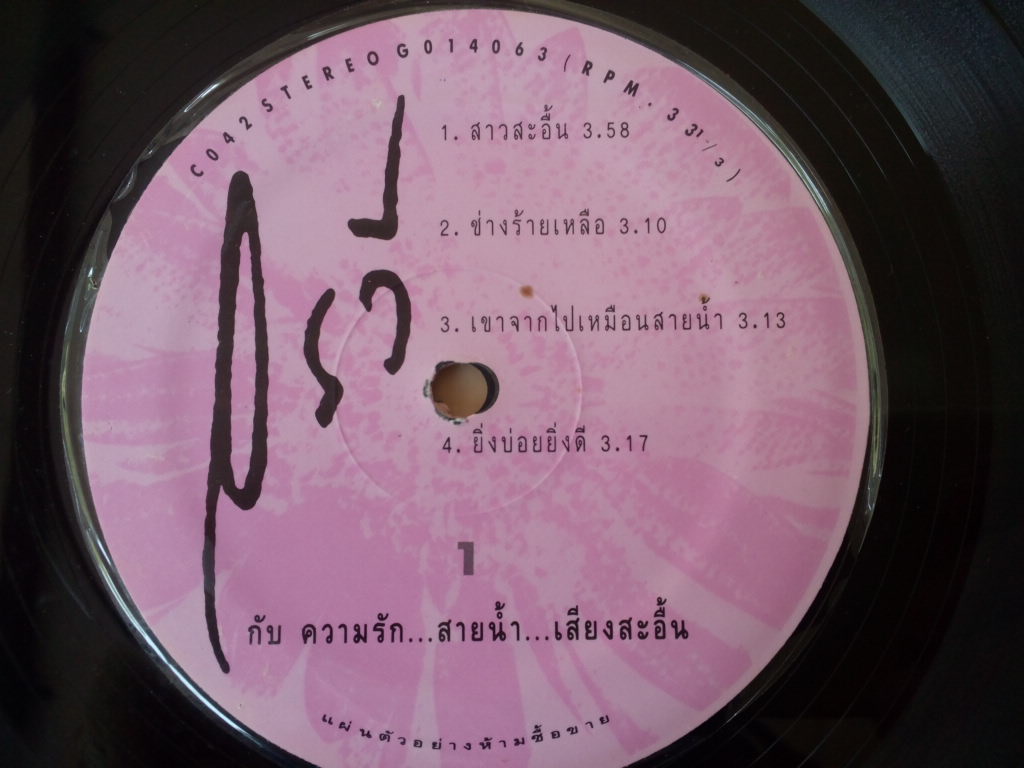 C042 STEREO G014063 (RPM. 33 1/3)
1. สาวสะอื้น 3.58
2. ช่างร้ายเหลือ 3.10
3. เขาจากไปเหมือนสายน้ำ 3.13
4. ยิ่งบ่อยยิ่งดี 3.17
1
กับ ความรัก...สายน้ำ...เสียงสะอื้น
แผ่นตัวอย่างห้ามซื้อขาย